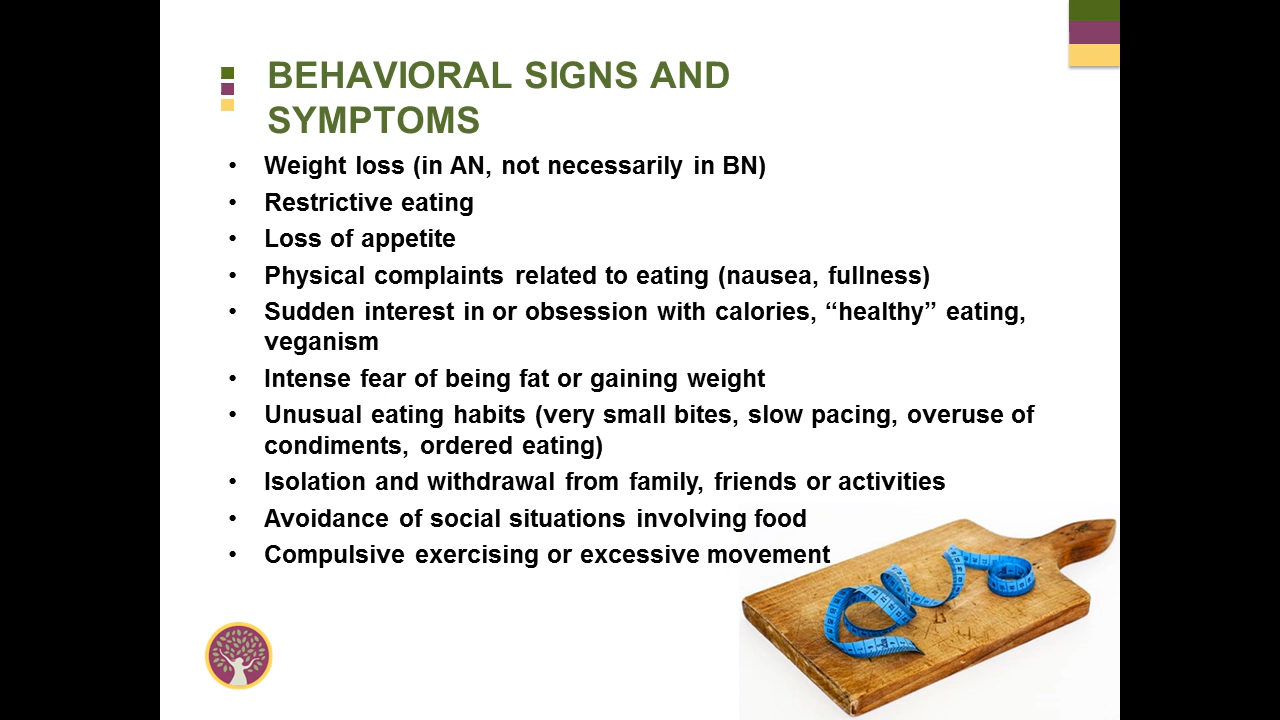 BEHAVIORAL SIGNS AND
SYMPTOMS
• Weight loss (in AN, not necessarily in BN)
• Restrictive eating
• Loss of appetite
• Physical complaints related to eating (nausea, fullness)
• Sudden interest in or obsession with calories, “healthy” eating,
veganism
• Intense fear of being fat or gaining weight
• Unusual eating habits (very small bites, slow pacing, overuse of
condiments, ordered eating)
• Isolation and withdrawal from family, friends or activities
• Avoidance of social situations involving food
• Compulsive exercising or excessive movement